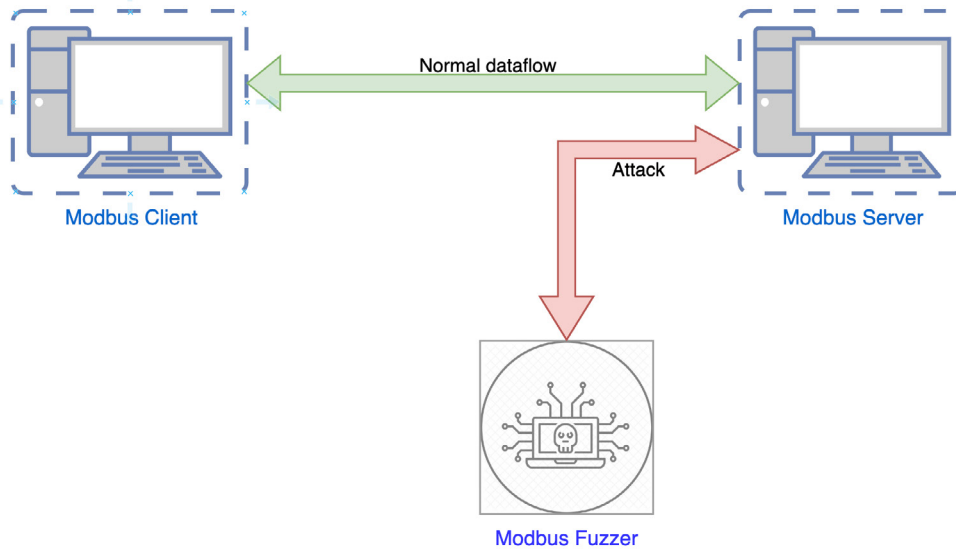 Normal dataflow
Attack
Modbus Client
Modbus Server
Modbus Fuzzer